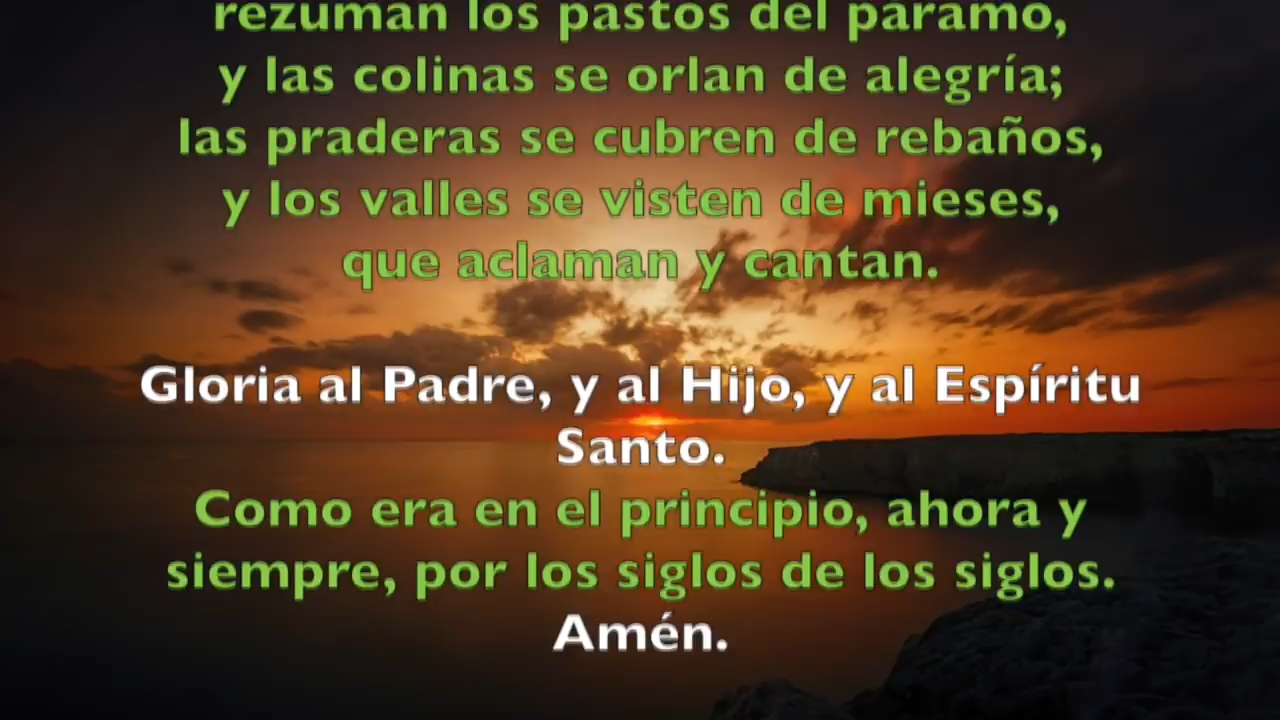 rezuman los pastos del páramo,
y las colinas se orlan de alegría;
las praderas se cubren de rebaños,
y los valles se visten de mieses,
que aclaman y cantan.
Gloria al Padre, y al Hijo, y al Espíritu
Santo.
Como era en el principio, ahora y
siempre, por los siglos de los siglos.
Amén.